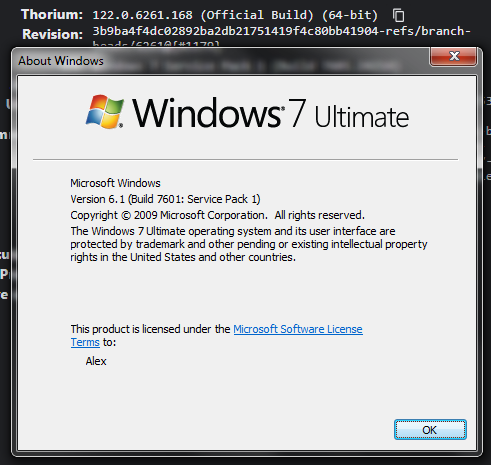 Thorium: 122.0.6261.168 (Official Build) (64-bit)
Revision: 3b9ba4f4dc02892ba2db21751419f4c80bb41904-refs/branch-
About Windows
Windows 7 Ultimate
Microsoft Windows
Version 6.1 (Build 7601: Service Pack 1)
Copyright © 2009 Microsoft Corporation. All rights reserved.
The Windows 7 Ultimate operating system and its user interface are
protected by trademark and other pending or existing intellectual property
rights in the United States and other countries.
This product is licensed under the Microsoft Software License
Terms to:
Alex
OK